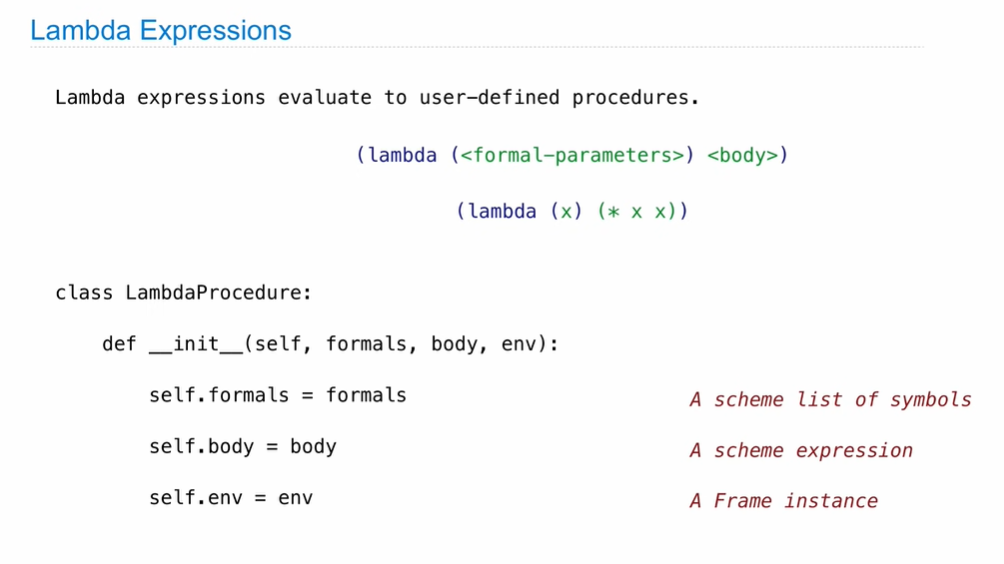 Lambda Expressions
Lambda expressions evaluate to user-defined procedures.
(lambda (<formal-parameters>) <body>)
(lambda (x) (* x x))
class LambdaProcedure:
def __init__(self, formals, body, env):
self.formals = formals A scheme list of symbols
self.body = body A scheme expression
self.env = env A Frame instance